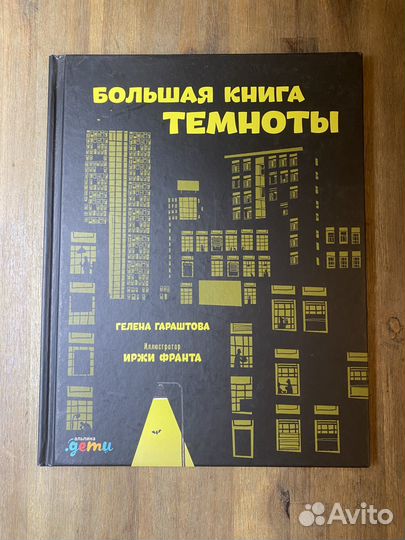 БОЛЬШАЯ КНИГА
ТЕМНОТЫ
ГЕЛЕНА ГАРАШТОВА
Иллюстратор
ИРЖИ ФРАНТА
альпина
.дети
Avito